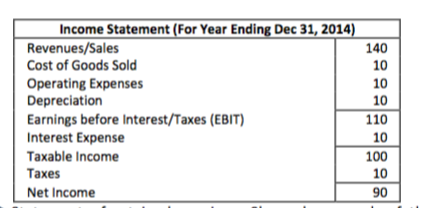 Income Statement (For Year Ending Dec 31, 2014)
Revenues/Sales 140
Cost of Goods Sold 10
Operating Expenses 10
Depreciation 10
Earnings before Interest/Taxes (EBIT) 110
Interest Expense 10
Taxable Income 100
Taxes 10
Net Income 90